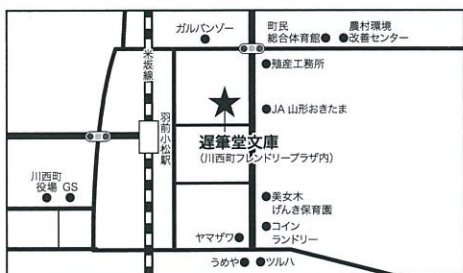 ガルバンゾー
町民
総合体育館
農村環境
改善センター
米坂線
殖産工務所
JA 山形おきたま
羽前小松駅
遅筆堂文庫
(川西町フレンドリープラザ内)
川西町
役場
GS
美女木
げんき保育園
コイン
ランドリー
ヤマザワ
うめや
ツルハ